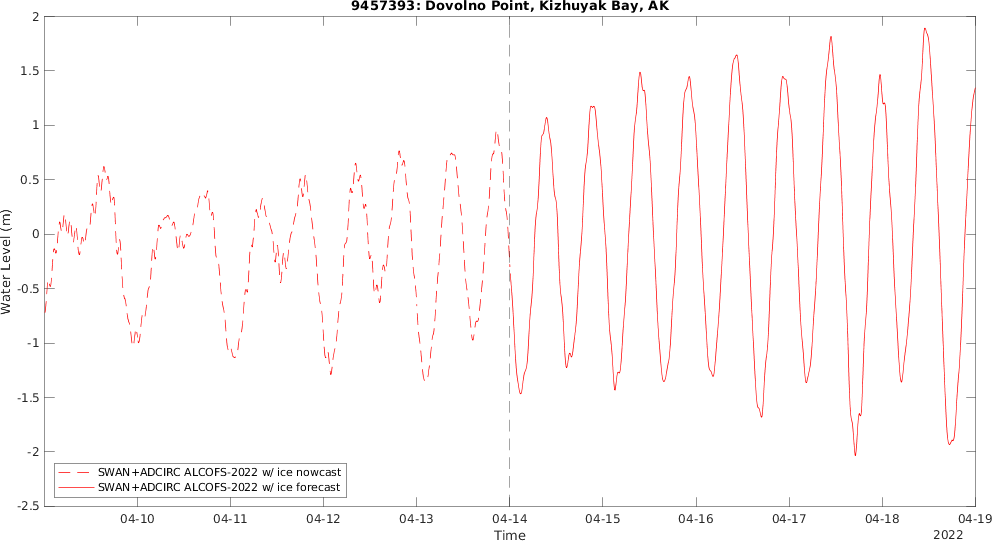 9457393: Dovolno Point, Kizhuyak Bay, AK
2
1.5
1
0.5
0
-0.5
-1
-1.5
-2
-2.5
Water Level (m)
SWAN+ADCIRC ALCOFS-2022 w/ ice nowcast
SWAN+ADCIRC ALCOFS-2022 w/ ice forecast
04-10 04-11 04-12 04-13 04-14 04-15 04-16 04-17 04-18 04-19
Time
2022